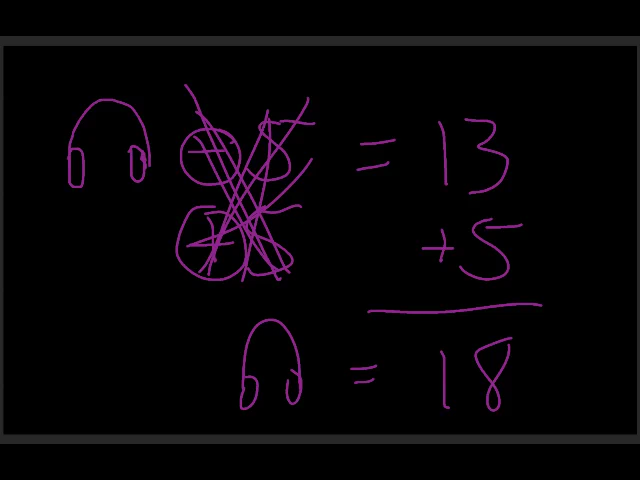 = 13
+5
= 18